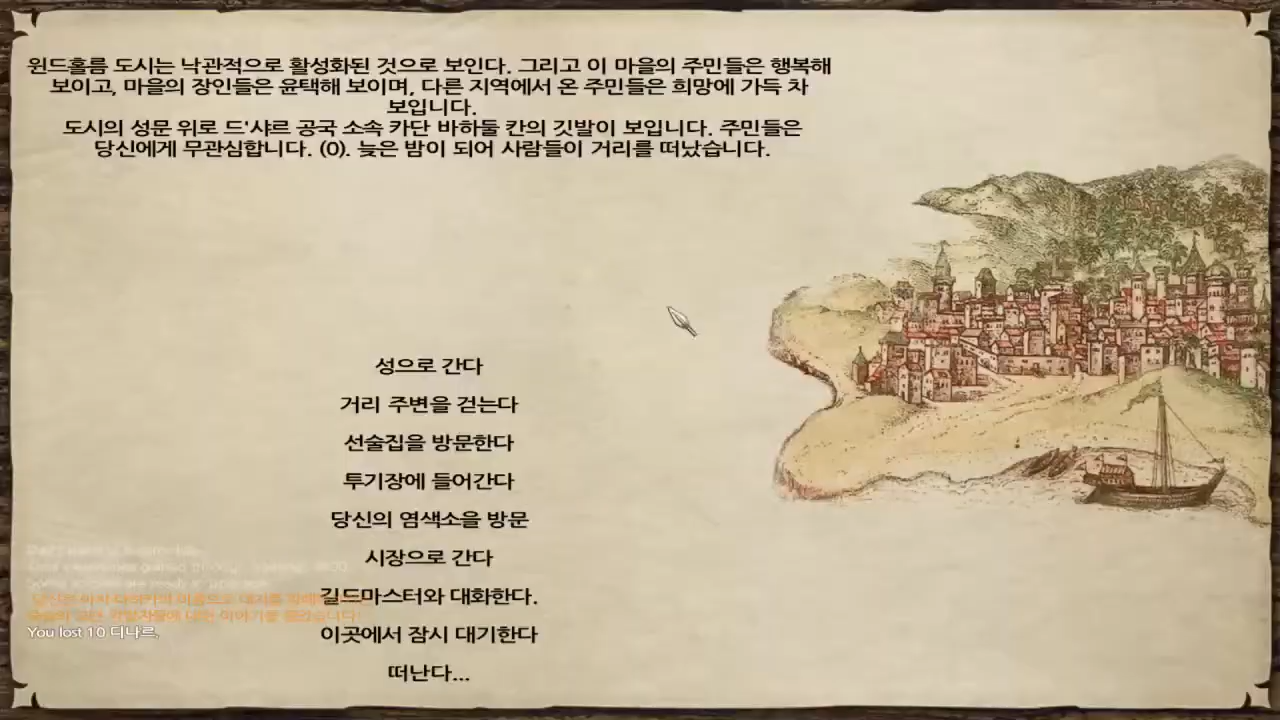 윈드홀름 도시는 낙관적으로 활성화된 것으로 보인다. 그리고 이 마을의 주민들은 행복해
보이고, 마을의 장인들은 윤택해 보이며, 다른 지역에서 온 주민들은 희망에 가득 차
보입니다.
도시의 성문 위로 드'샤르 공국 소속 카단 바하둘 칸의 깃발이 보입니다. 주민들은
당신에게 무관심합니다. (0). 늦은 밤이 되어 사람들이 거리를 떠났습니다.
성으로 간다
거리 주변을 걷는다
선술집을 방문한다
투기장에 들어간다
당신의 염색소을 방문
시장으로 간다
길드마스터와 대화한다.
이곳에서 잠시 대기한다
떠난다...
You lost 10 디나르.